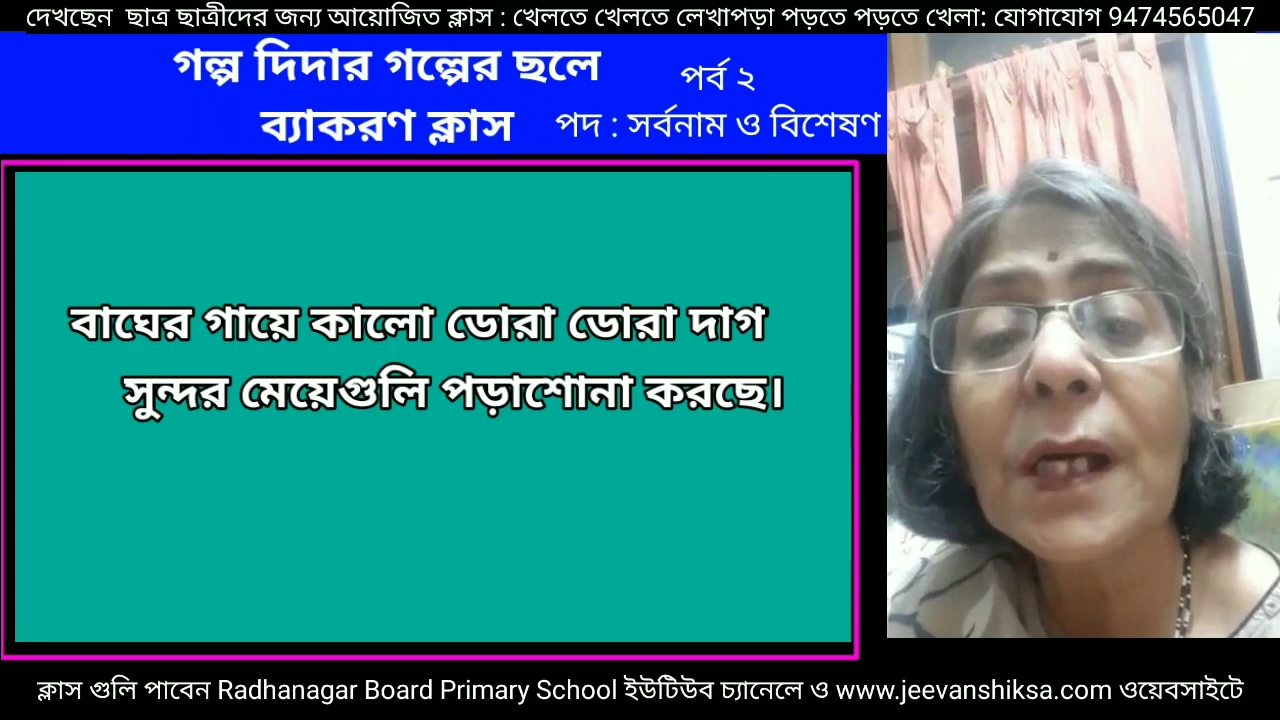 দেখছেন ছাত্র ছাত্রীদের জন্য আয়োজিত ক্লাস : খেলতে খেলতে লেখাপড়া পড়তে পড়তে খেলা: যোগাযোগ 9474565047
গল্প দিদার গল্পের ছলে
ব্যাকরণ ক্লাস
পর্ব ২
পদ : সর্বনাম ও বিশেষণ
বাঘের গায়ে কালো ডোরা ডোরা দাগ
সুন্দর মেয়েগুলি পড়াশোনা করছে।
ক্লাস গুলি পাবেন Radhanagar Board Primary School ইউটিউব চ্যানেলে ও www.jeevanshiksa.com ওয়েবসাইটে